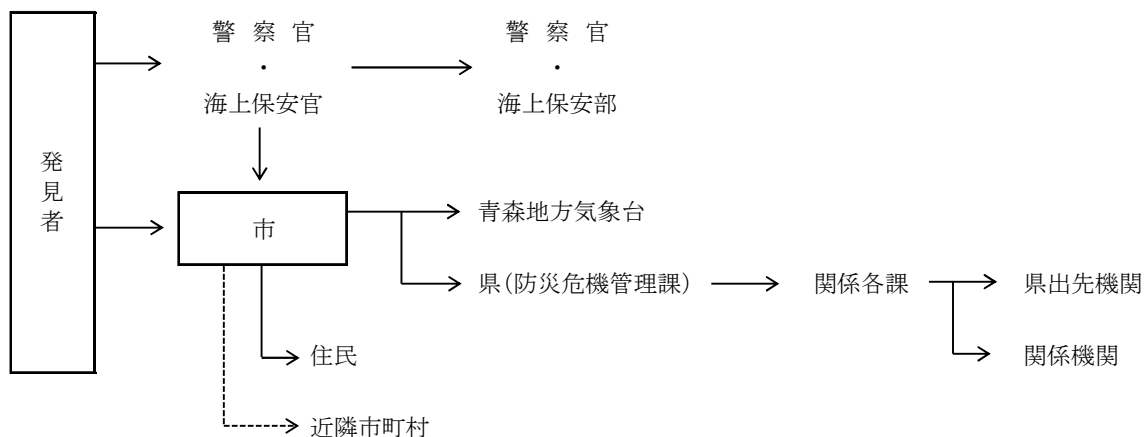 発見者
警察官
・
海上保安官
警察官
・
海上保安部
市
青森地方気象台
県(防災危機管理課)
関係各課
県出先機関
関係機関
住民
近隣市町村